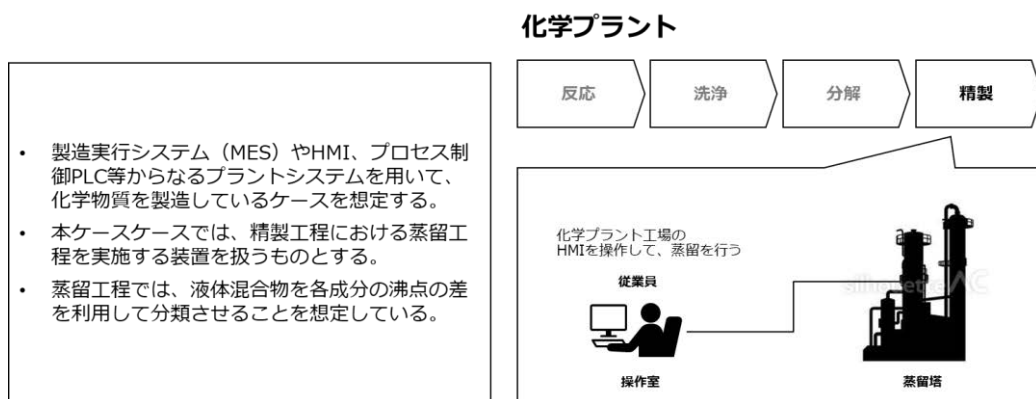 化学プラント
• 製造実行システム（MES）やHMI、プロセス制
御PLC等からなるプラントシステムを用いて、
化学物質を製造しているケースを想定する。
• 本ケースケースでは、精製工程における蒸留工
程を実施する装置を扱うものとする。
• 蒸留工程では、液体混合物を各成分の沸点の差
を利用して分類させることを想定している。
反応
洗浄
分解
精製
化学プラント工場の
HMIを操作して、蒸留を行う
従業員
操作室
silhouetteAC
蒸留塔